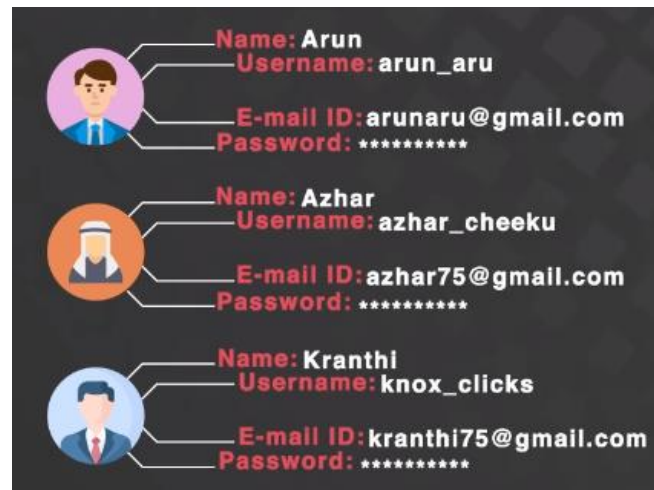 Name: Arun
Username: arun_aru
E-mail ID: arunaru@gmail.com
Password: **********
Name: Azhar
Username: azhar_cheeku
E-mail ID: azhar75@gmail.com
Password: **********
Name: Kranthi
Username: knox_clicks
E-mail ID: kranthi75@gmail.com
Password: **********